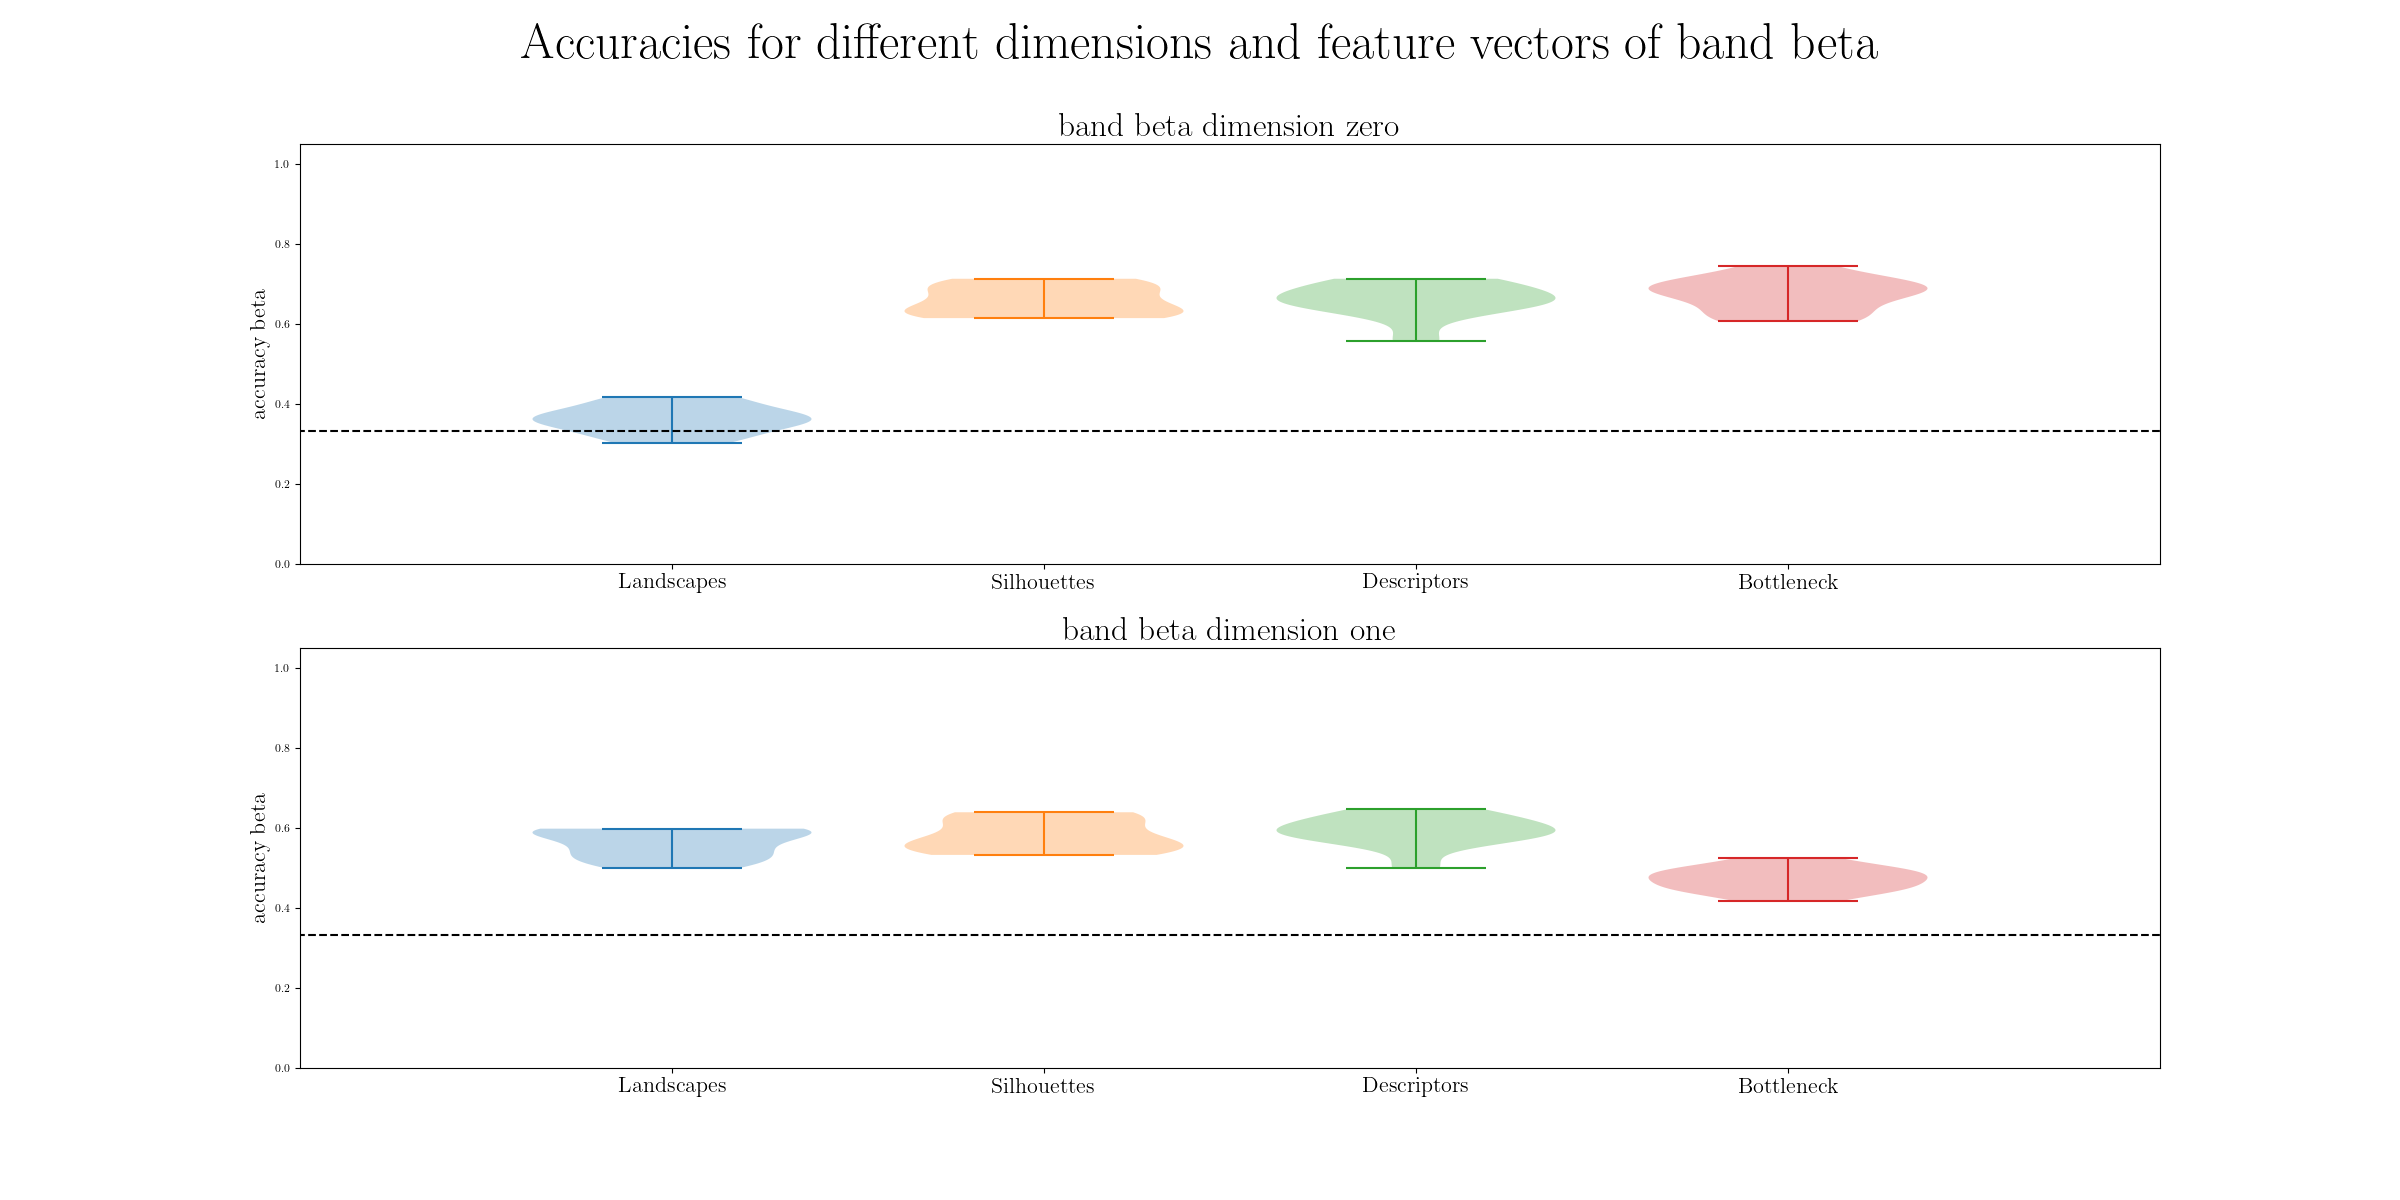 Accuracies for different dimensions and feature vectors of band beta
band beta dimension zero
1.0
0.8
0.6
0.4
0.2
0.0
accuracy beta
Landscapes Silhouettes Descriptors Bottleneck
band beta dimension one
1.0
0.8
0.6
0.4
0.2
0.0
accuracy beta
Landscapes Silhouettes Descriptors Bottleneck